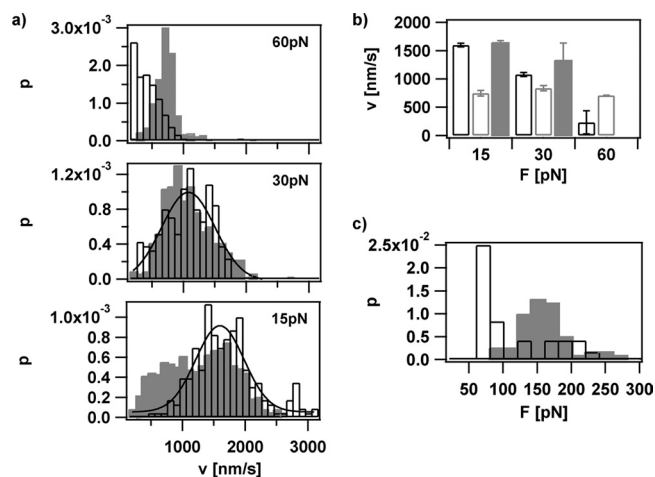 a)
3.0x10⁻³
2.0
1.0
0.0
p
60pN
1.2x10⁻³
0.8
0.4
0.0
p
30pN
1.0x10⁻³
0.8
0.6
0.4
0.2
0.0
p
15pN
1000 2000 3000
v [nm/s]
b)
2000
1500
1000
500
0
v [nm/s]
15 30 60
F [pN]
c)
2.5x10⁻²
2.0
1.5
1.0
0.5
0.0
p
50 100 150 200 250 300
F [pN]